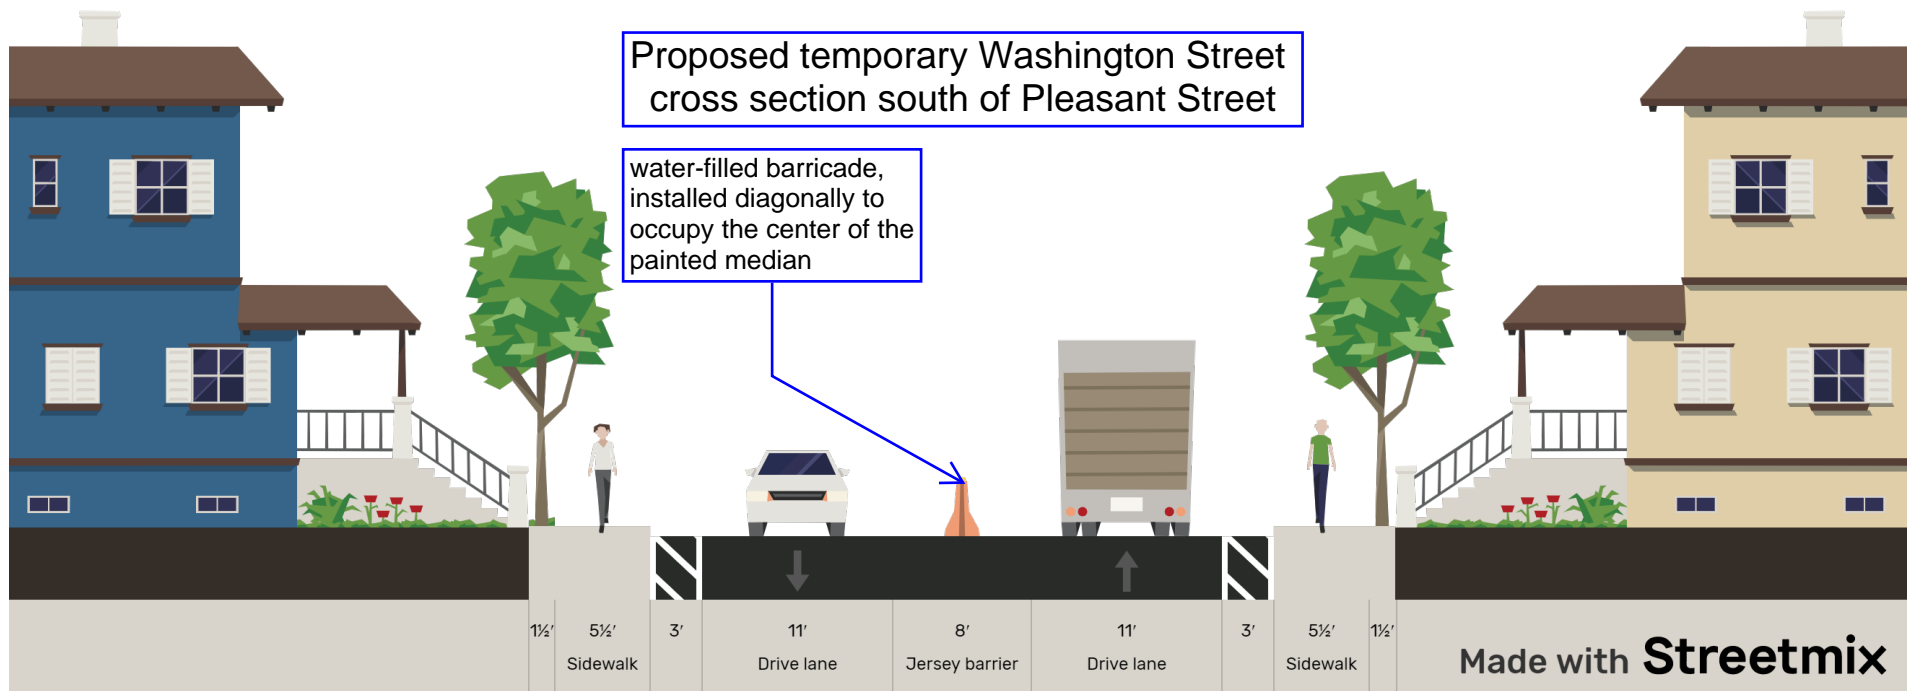 Proposed temporary Washington Street
cross section south of Pleasant Street
water-filled barricade,
installed diagonally to
occupy the center of the
painted median
1½′ 5½′ 3′ 11′ 8′ 11′ 3′ 5½′ 1½′
Sidewalk Drive lane Jersey barrier Drive lane Sidewalk
Made with Streetmix